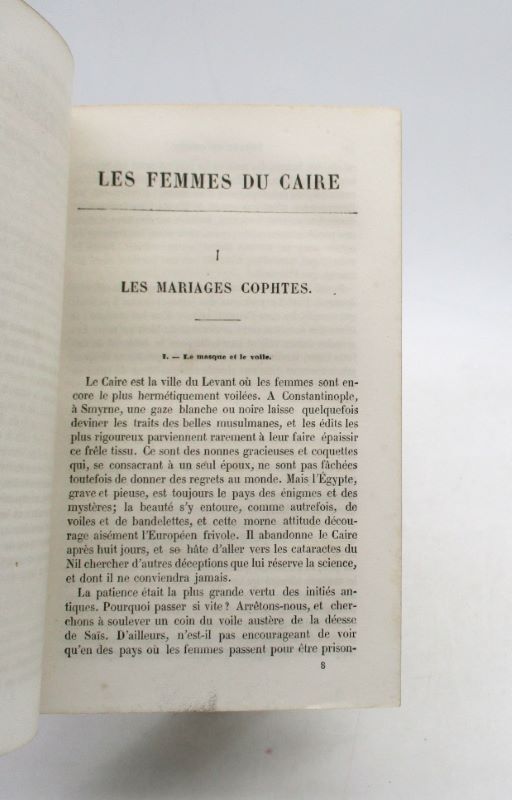 LES FEMMES DU CAIRE
I
LES MARIAGES COPHTES.
I. — Le masque et le voile.
Le Caire est la ville du Levant où les femmes sont en-
core le plus hermétiquement voilées. A Constantinople,
à Smyrne, une gaze blanche ou noire laisse quelquefois
deviner les traits des belles musulmanes, et les édits les
plus rigoureux parviennent rarement à leur faire épaissir
ce frêle tissu. Ce sont des nonnes gracieuses et coquettes
qui, se consacrant à un seul époux, ne sont pas fâchées
toutefois de donner des regrets au monde. Mais l'Égypte,
grave et pieuse, est toujours le pays des énigmes et des
mystères; la beauté s'y entoure, comme autrefois, de
voiles et de bandelettes, et cette morne attitude décou-
rage aisément l'Européen frivole. Il abandonne le Caire
après huit jours, et se hâte d'aller vers les cataractes du
Nil chercher d'autres déceptions que lui réserve la science,
et dont il ne conviendra jamais.
La patience était la plus grande vertu des initiés an-
tiques. Pourquoi passer si vite? Arrêtons-nous, et cher-
chons à soulever un coin du voile austère de la déesse
de Saïs. D'ailleurs, n'est-il pas encourageant de voir
qu'en des pays où les femmes passent pour être prison-
8